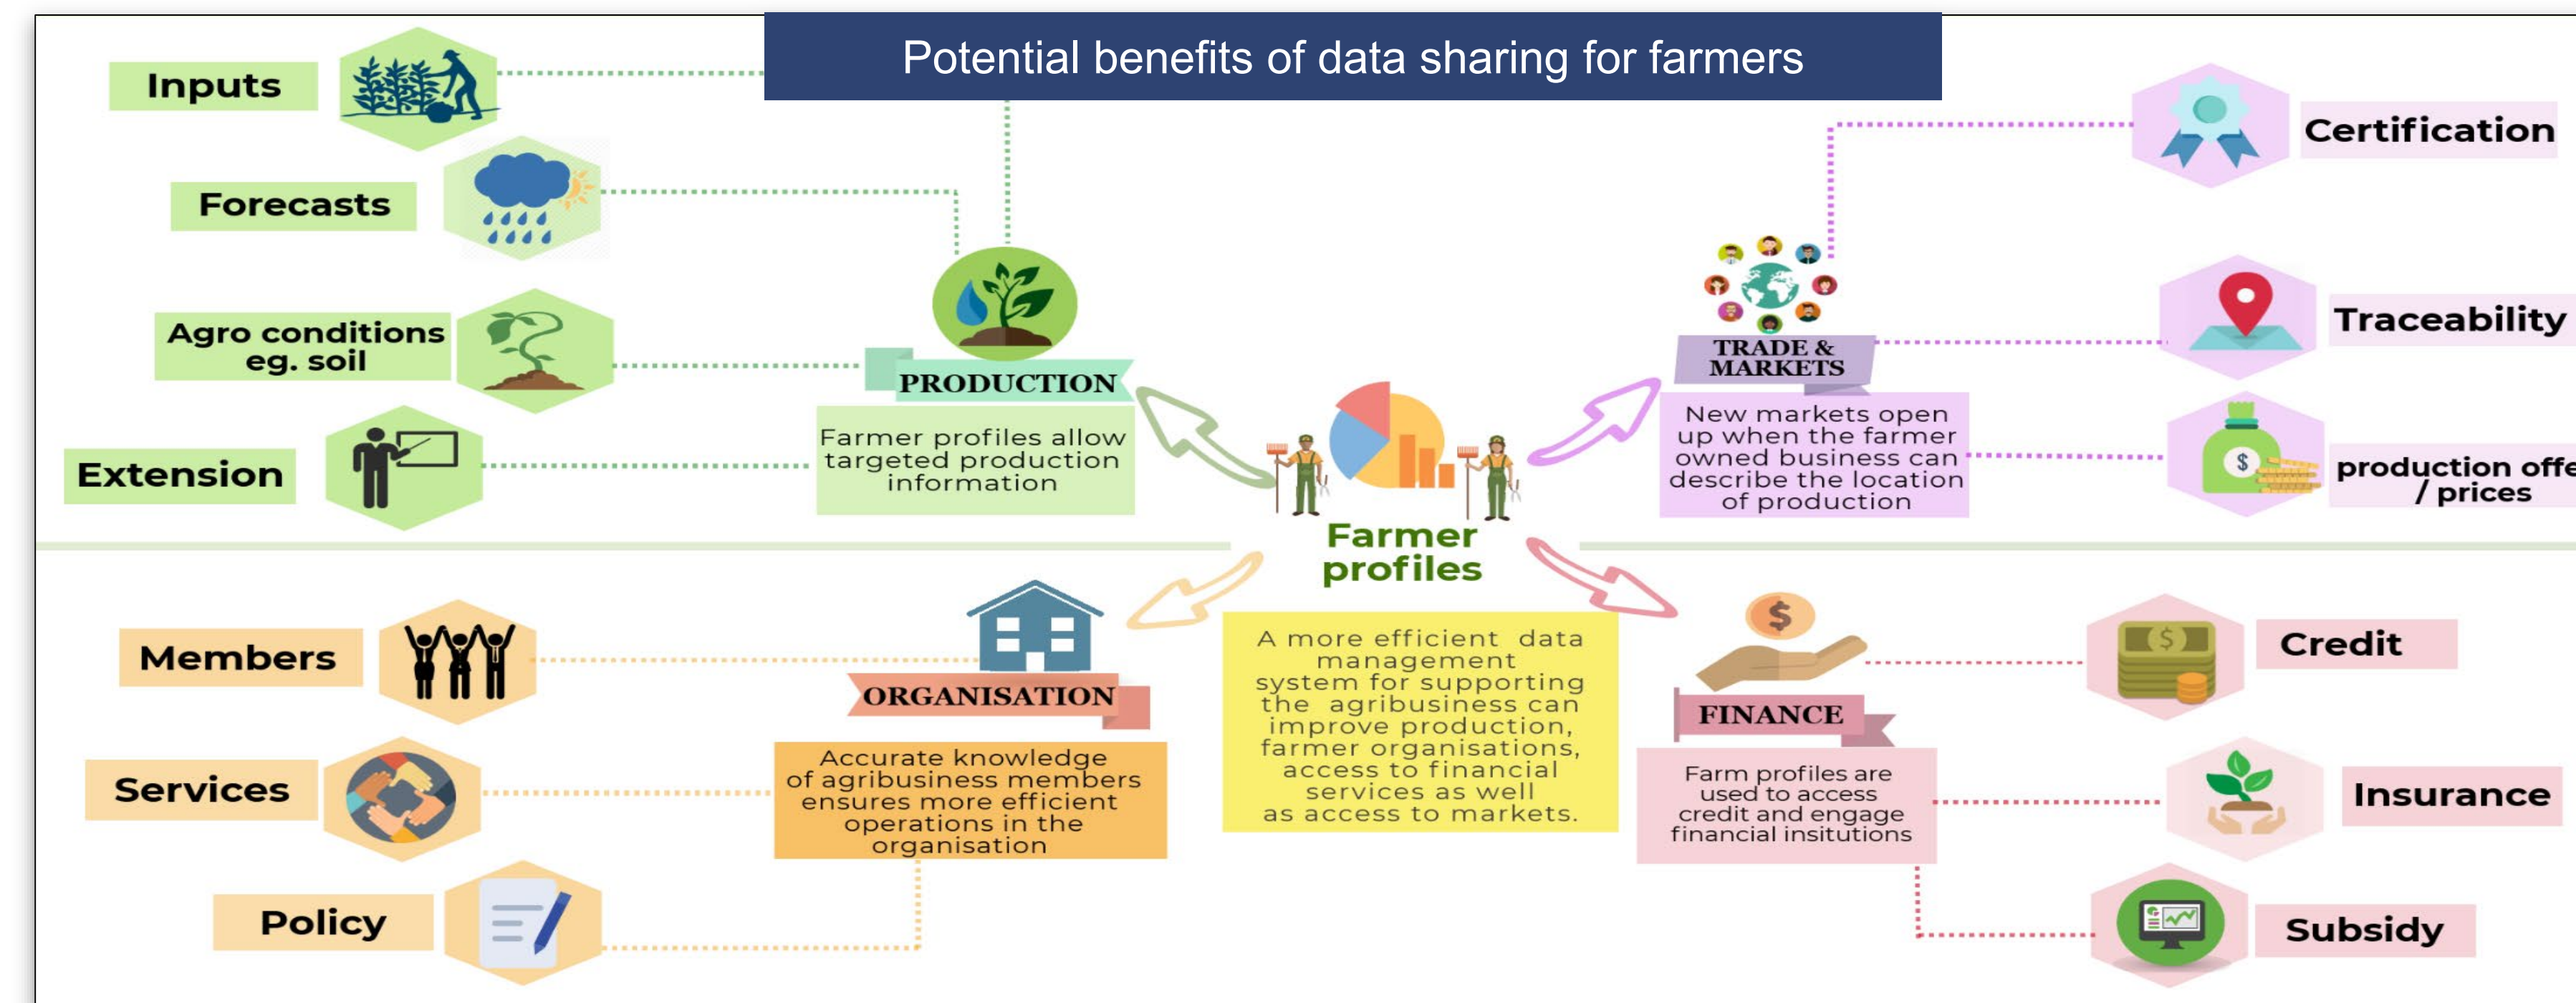 Potential benefits of data sharing for farmers
Inputs
Forecasts
Agro conditions
eg. soil
Extension
PRODUCTION
Farmer profiles allow
targeted production
information
TRADE &
MARKETS
New markets open
up when the farmer
owned business can
describe the location
of production
Certification
Traceability
production offe
/ prices
Farmer
profiles
A more efficient data
management
system for supporting
the agribusiness can
improve production,
farmer organisations,
access to financial
services as well
as access to markets.
Members
Services
Policy
ORGANISATION
Accurate knowledge
of agribusiness members
ensures more efficient
operations in the
organisation
FINANCE
Farm profiles are
used to access
credit and engage
financial insitutions
Credit
Insurance
Subsidy